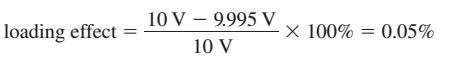 loading effect = 10 V − 9.995 V / 10 V × 100% = 0.05%